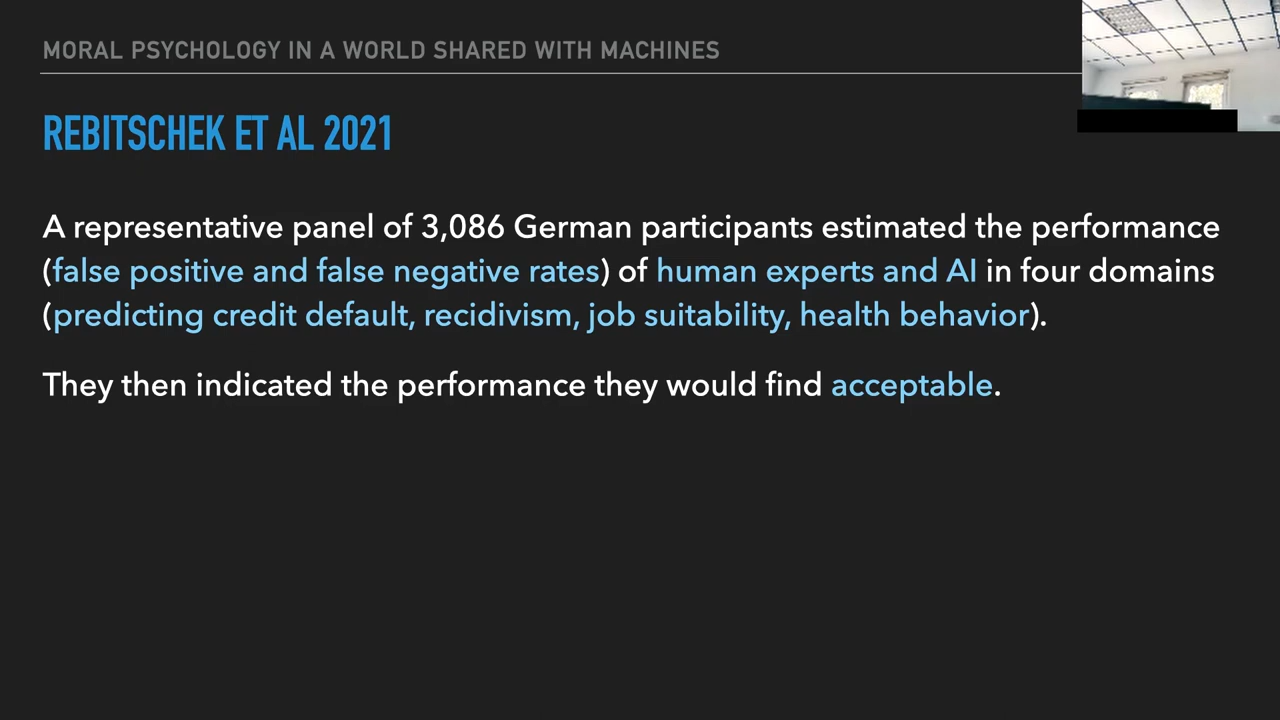 MORAL PSYCHOLOGY IN A WORLD SHARED WITH MACHINES
REBITSCHEK ET AL 2021
A representative panel of 3,086 German participants estimated the performance
(false positive and false negative rates) of human experts and AI in four domains
(predicting credit default, recidivism, job suitability, health behavior).
They then indicated the performance they would find acceptable.